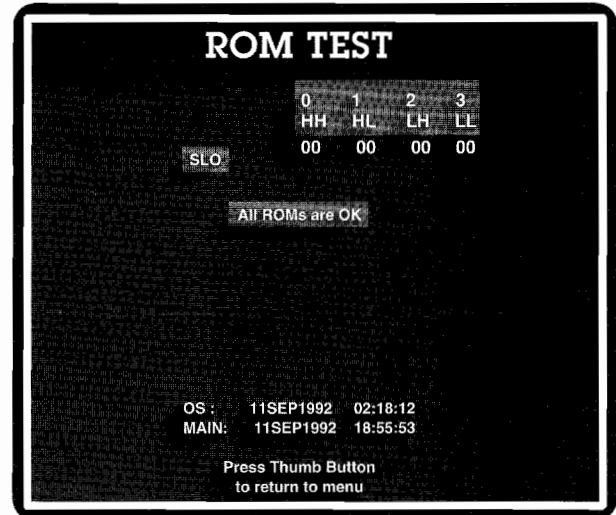 ROM TEST
0 1 2 3
HH HL LH LL
00 00 00 00
SLO
All ROMs are OK
OS : 11SEP1992 02:18:12
MAIN: 11SEP1992 18:55:53
Press Thumb Button
to return to menu